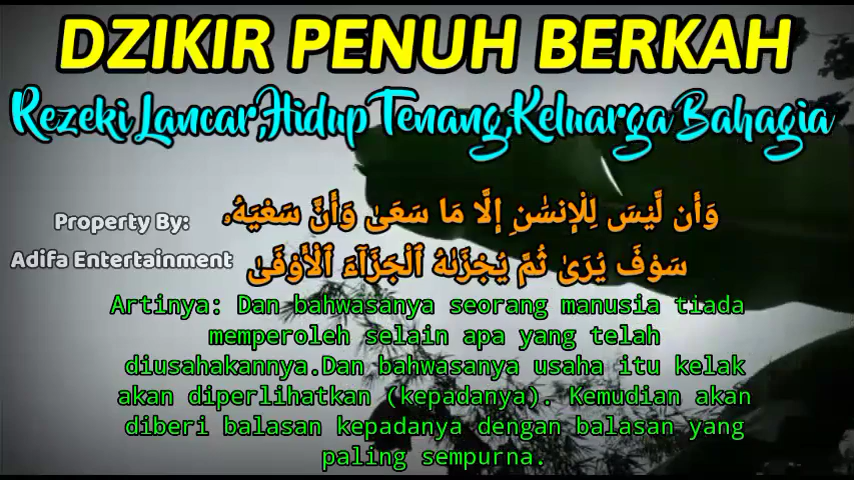 DZIKIR PENUH BERKAH
Rezeki Lancar,Hidup Tenang,Keluarga Bahagia
Property By:
Adifa Entertainment
وَأَن لَّيْسَ لِلْإِنسَٰنِ إِلَّا مَا سَعَىٰ وَأَنَّ سَعْيَهُۥ
سَوْفَ يُرَىٰ ثُمَّ يُجْزَىٰهُ ٱلْجَزَآءَ ٱلْأَوْفَىٰ
Artinya: Dan bahwasanya seorang manusia tiada
memperoleh selain apa yang telah
diusahakannya.Dan bahwasanya usaha itu kelak
akan diperlihatkan (kepadanya). Kemudian akan
diberi balasan kepadanya dengan balasan yang
paling sempurna.